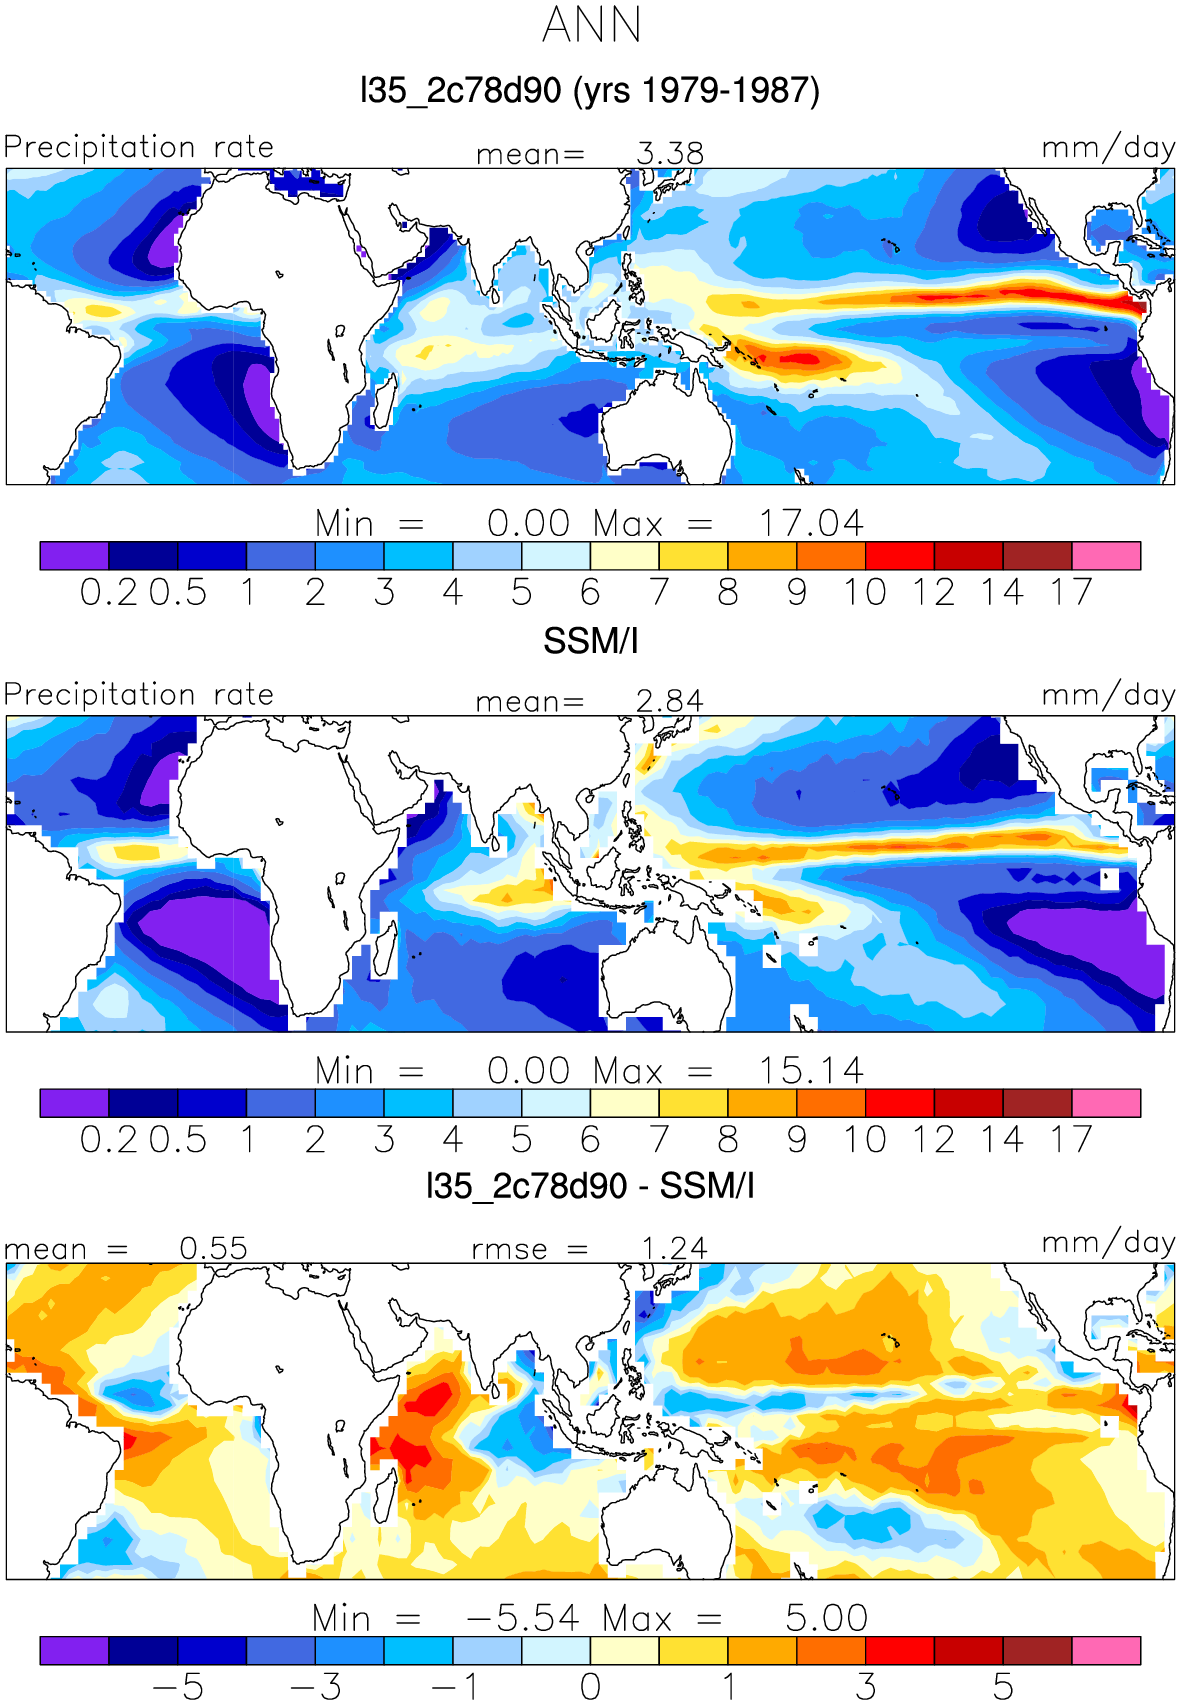 ANN
l35_2c78d90 (yrs 1979-1987)
Precipitation rate mean= 3.38 mm/day
Min = 0.00 Max = 17.04
0.2 0.5 1 2 3 4 5 6 7 8 9 10 12 14 17
SSM/I
Precipitation rate mean= 2.84 mm/day
Min = 0.00 Max = 15.14
0.2 0.5 1 2 3 4 5 6 7 8 9 10 12 14 17
l35_2c78d90 - SSM/I
mean = 0.55 rmse = 1.24 mm/day
Min = −5.54 Max = 5.00
−5 −3 −1 0 1 3 5